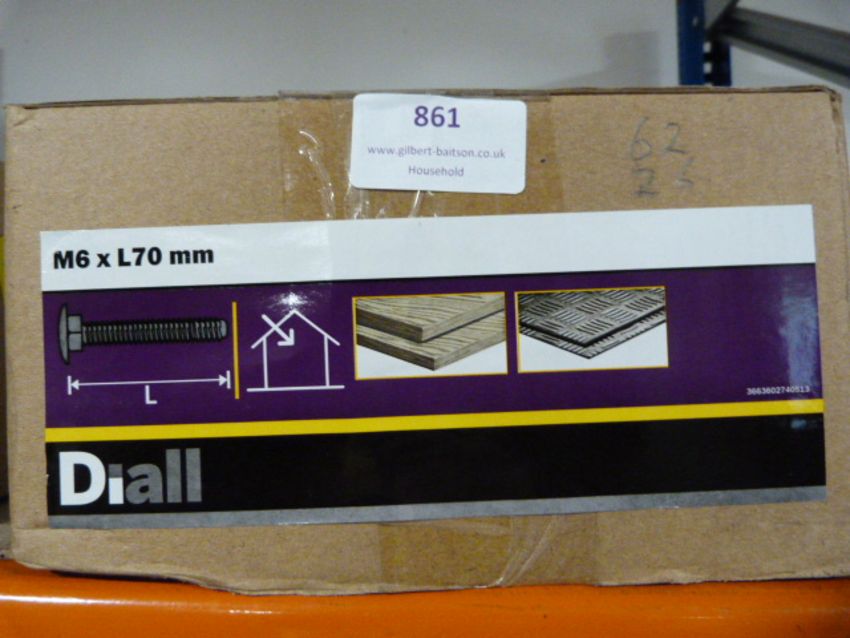 861
www.gilbert-baitson.co.uk
Household
62
M6 x L70 mm
L
3663602740513
Diall